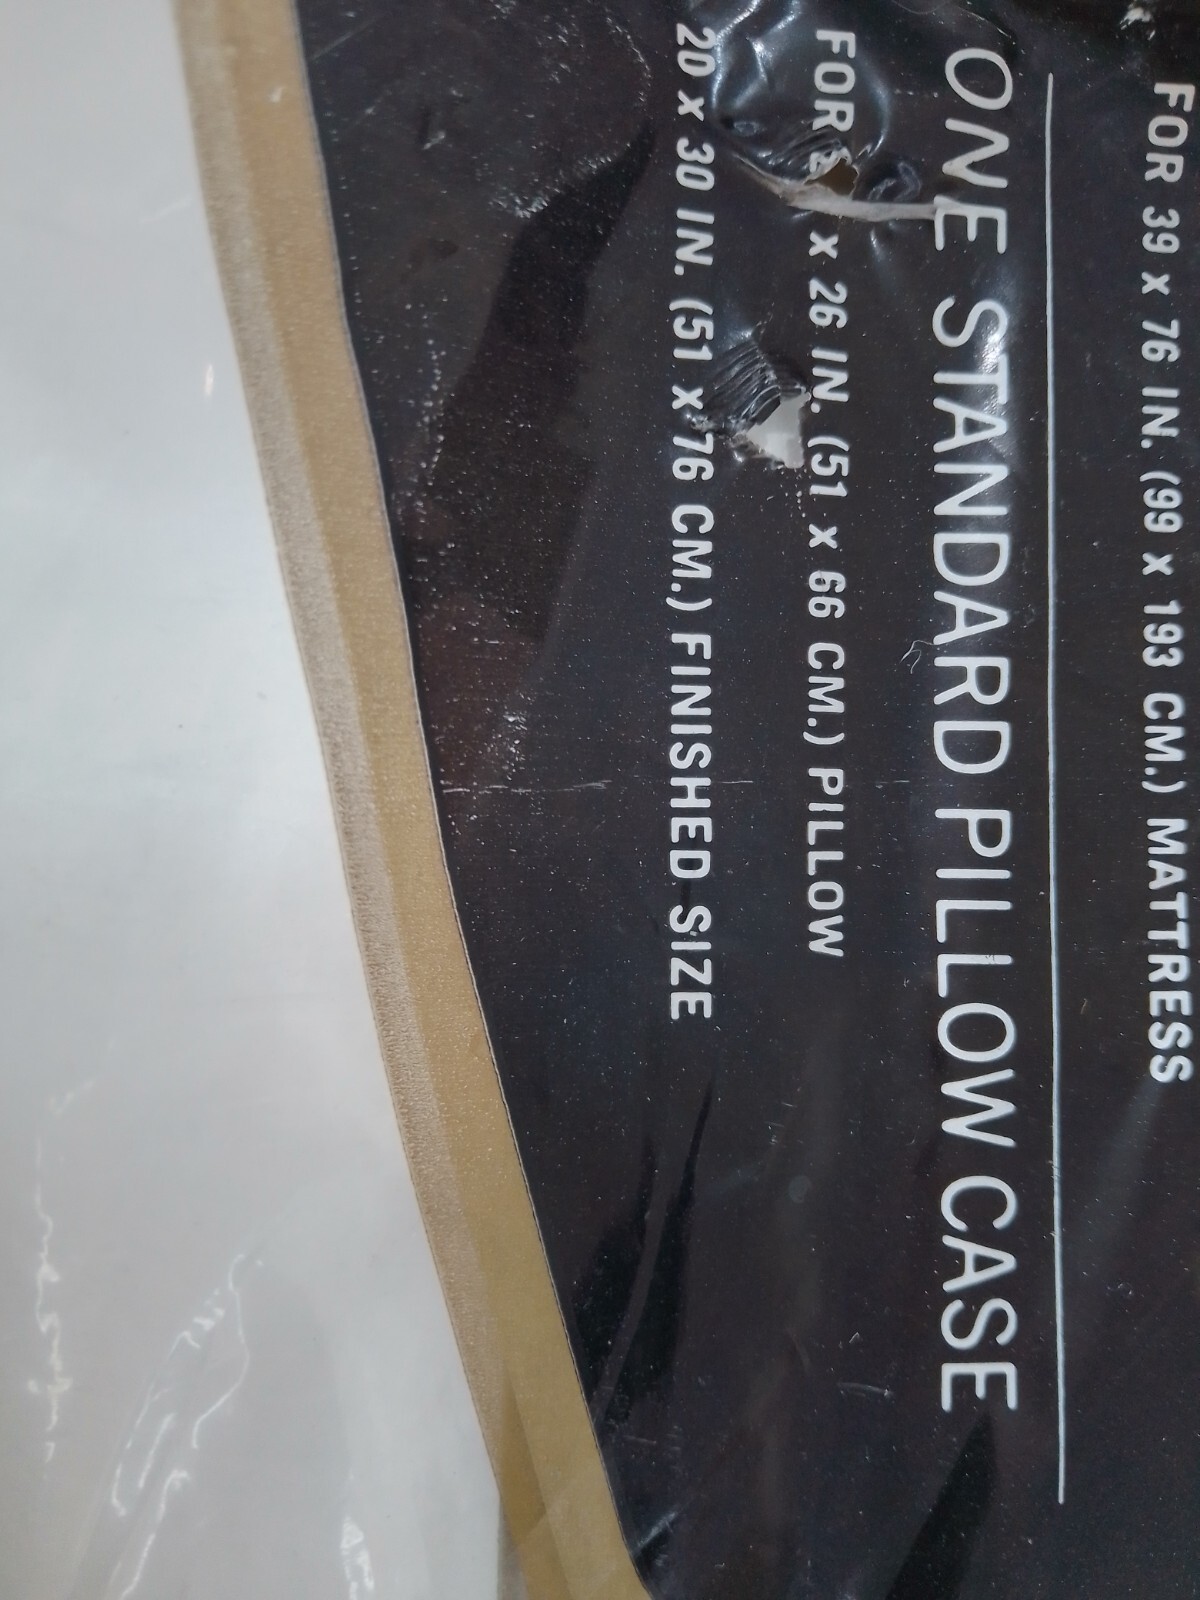 FOR 39 x 76 IN. (99 x 193 CM.) MATTRESS
ONE STANDARD PILLOW CASE
FOR x 26 IN. (51 x 66 CM.) PILLOW
20 x 30 IN. (51 x 76 CM.) FINISHED SIZE